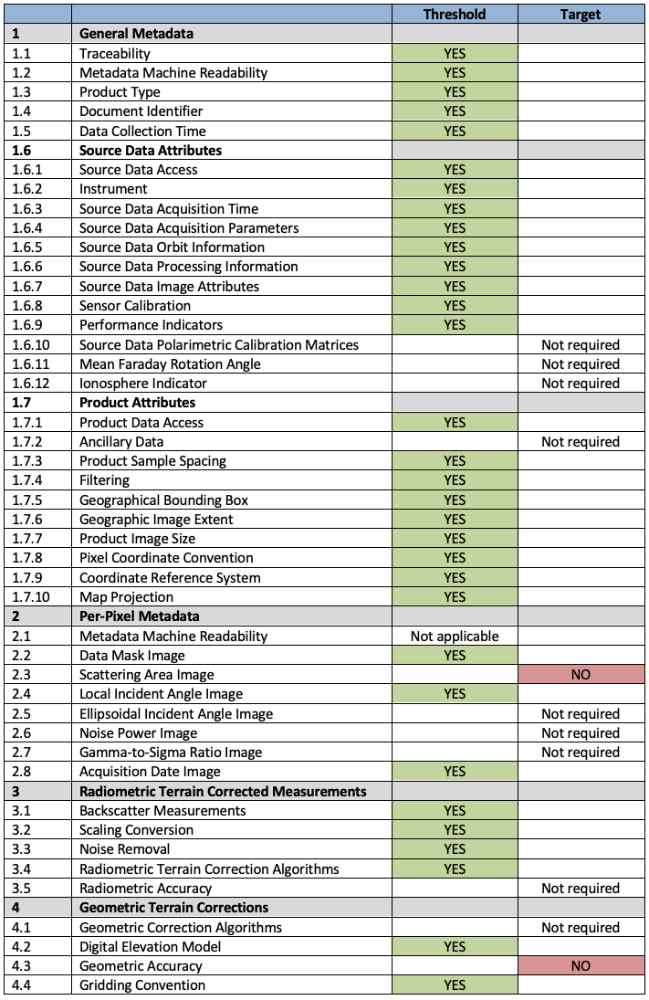 Threshold Target
1 General Metadata
1.1 Traceability YES
1.2 Metadata Machine Readability YES
1.3 Product Type YES
1.4 Document Identifier YES
1.5 Data Collection Time YES
1.6 Source Data Attributes
1.6.1 Source Data Access YES
1.6.2 Instrument YES
1.6.3 Source Data Acquisition Time YES
1.6.4 Source Data Acquisition Parameters YES
1.6.5 Source Data Orbit Information YES
1.6.6 Source Data Processing Information YES
1.6.7 Source Data Image Attributes YES
1.6.8 Sensor Calibration YES
1.6.9 Performance Indicators YES
1.6.10 Source Data Polarimetric Calibration Matrices Not required
1.6.11 Mean Faraday Rotation Angle Not required
1.6.12 Ionosphere Indicator Not required
1.7 Product Attributes
1.7.1 Product Data Access YES
1.7.2 Ancillary Data Not required
1.7.3 Product Sample Spacing YES
1.7.4 Filtering YES
1.7.5 Geographical Bounding Box YES
1.7.6 Geographic Image Extent YES
1.7.7 Product Image Size YES
1.7.8 Pixel Coordinate Convention YES
1.7.9 Coordinate Reference System YES
1.7.10 Map Projection YES
2 Per-Pixel Metadata
2.1 Metadata Machine Readability Not applicable
2.2 Data Mask Image YES
2.3 Scattering Area Image NO
2.4 Local Incident Angle Image YES
2.5 Ellipsoidal Incident Angle Image Not required
2.6 Noise Power Image Not required
2.7 Gamma-to-Sigma Ratio Image Not required
2.8 Acquisition Date Image YES
3 Radiometric Terrain Corrected Measurements
3.1 Backscatter Measurements YES
3.2 Scaling Conversion YES
3.3 Noise Removal YES
3.4 Radiometric Terrain Correction Algorithms YES
3.5 Radiometric Accuracy Not required
4 Geometric Terrain Corrections
4.1 Geometric Correction Algorithms Not required
4.2 Digital Elevation Model YES
4.3 Geometric Accuracy NO
4.4 Gridding Convention YES